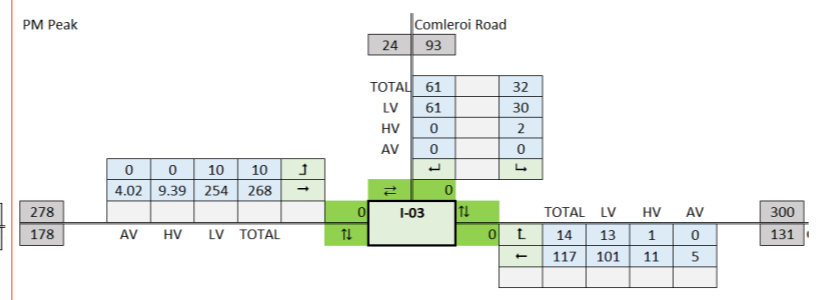 PM Peak
Comleroi Road
24 93
TOTAL 61 32
LV 61 30
HV 0 2
AV 0 0
↵ ↳
0 0 10 10 ↥
4.02 9.39 254 268 →
⇄ 0
278 0 I-03 ⇅ TOTAL LV HV AV 300
178 AV HV LV TOTAL ⇅ 0 ↥ 14 13 1 0 131
← 117 101 11 5